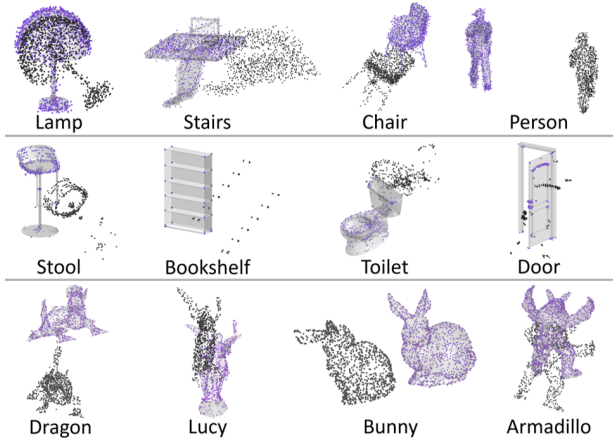 Lamp Stairs Chair Person
Stool Bookshelf Toilet Door
Dragon Lucy Bunny Armadillo